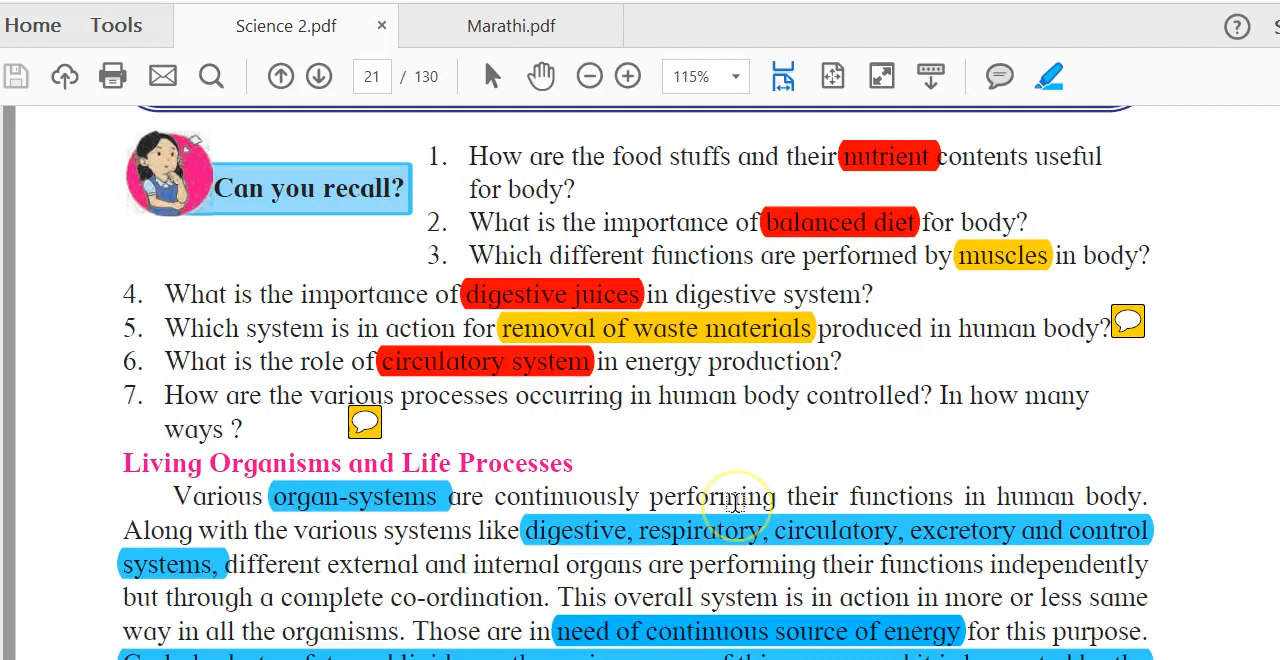 Home Tools Science 2.pdf × Marathi.pdf
21 / 130 115%
Can you recall?
1. How are the food stuffs and their nutrient contents useful
for body?
2. What is the importance of balanced diet for body?
3. Which different functions are performed by muscles in body?
4. What is the importance of digestive juices in digestive system?
5. Which system is in action for removal of waste materials produced in human body?
6. What is the role of circulatory system in energy production?
7. How are the various processes occurring in human body controlled? In how many
ways ?
Living Organisms and Life Processes
Various organ-systems are continuously performing their functions in human body.
Along with the various systems like digestive, respiratory, circulatory, excretory and control
systems, different external and internal organs are performing their functions independently
but through a complete co-ordination. This overall system is in action in more or less same
way in all the organisms. Those are in need of continuous source of energy for this purpose.